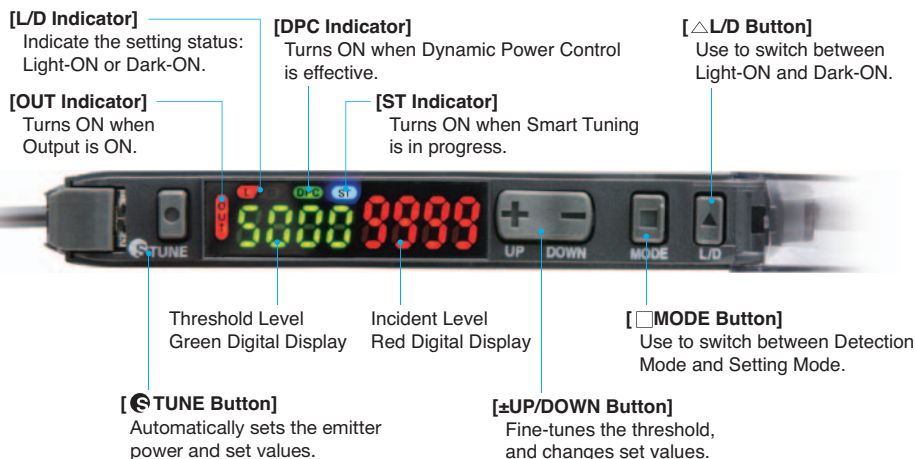 [L/D Indicator]
Indicate the setting status:
Light-ON or Dark-ON.
[DPC Indicator]
Turns ON when Dynamic Power Control
is effective.
[△L/D Button]
Use to switch between
Light-ON and Dark-ON.
[OUT Indicator]
Turns ON when
Output is ON.
[ST Indicator]
Turns ON when Smart Tuning
is in progress.
L DPC ST
OUT
5000 9999
STUNE
UP DOWN MODE L/D
Threshold Level
Green Digital Display
Incident Level
Red Digital Display
[□MODE Button]
Use to switch between Detection
Mode and Setting Mode.
[S TUNE Button]
Automatically sets the emitter
power and set values.
[±UP/DOWN Button]
Fine-tunes the threshold,
and changes set values.